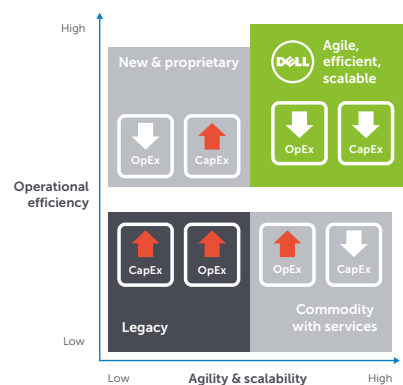 High
New & proprietary
DELL
Agile,
efficient,
scalable
OpEx
CapEx
OpEx
CapEx
Operational
efficiency
CapEx
OpEx
OpEx
CapEx
Legacy
Commodity
with services
Low
Low
Agility & scalability
High